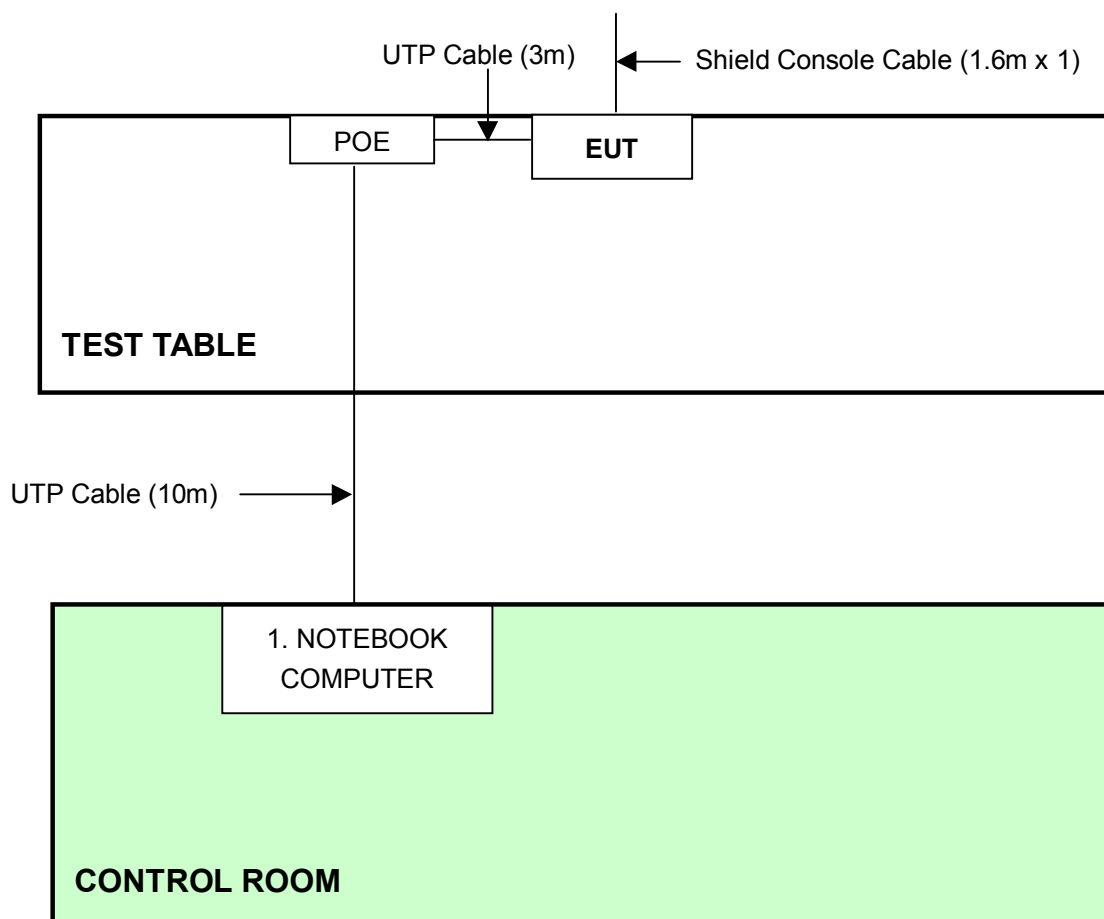 UTP Cable (3m)
Shield Console Cable (1.6m x 1)
POE
EUT
TEST TABLE
UTP Cable (10m)
1. NOTEBOOK
COMPUTER
CONTROL ROOM